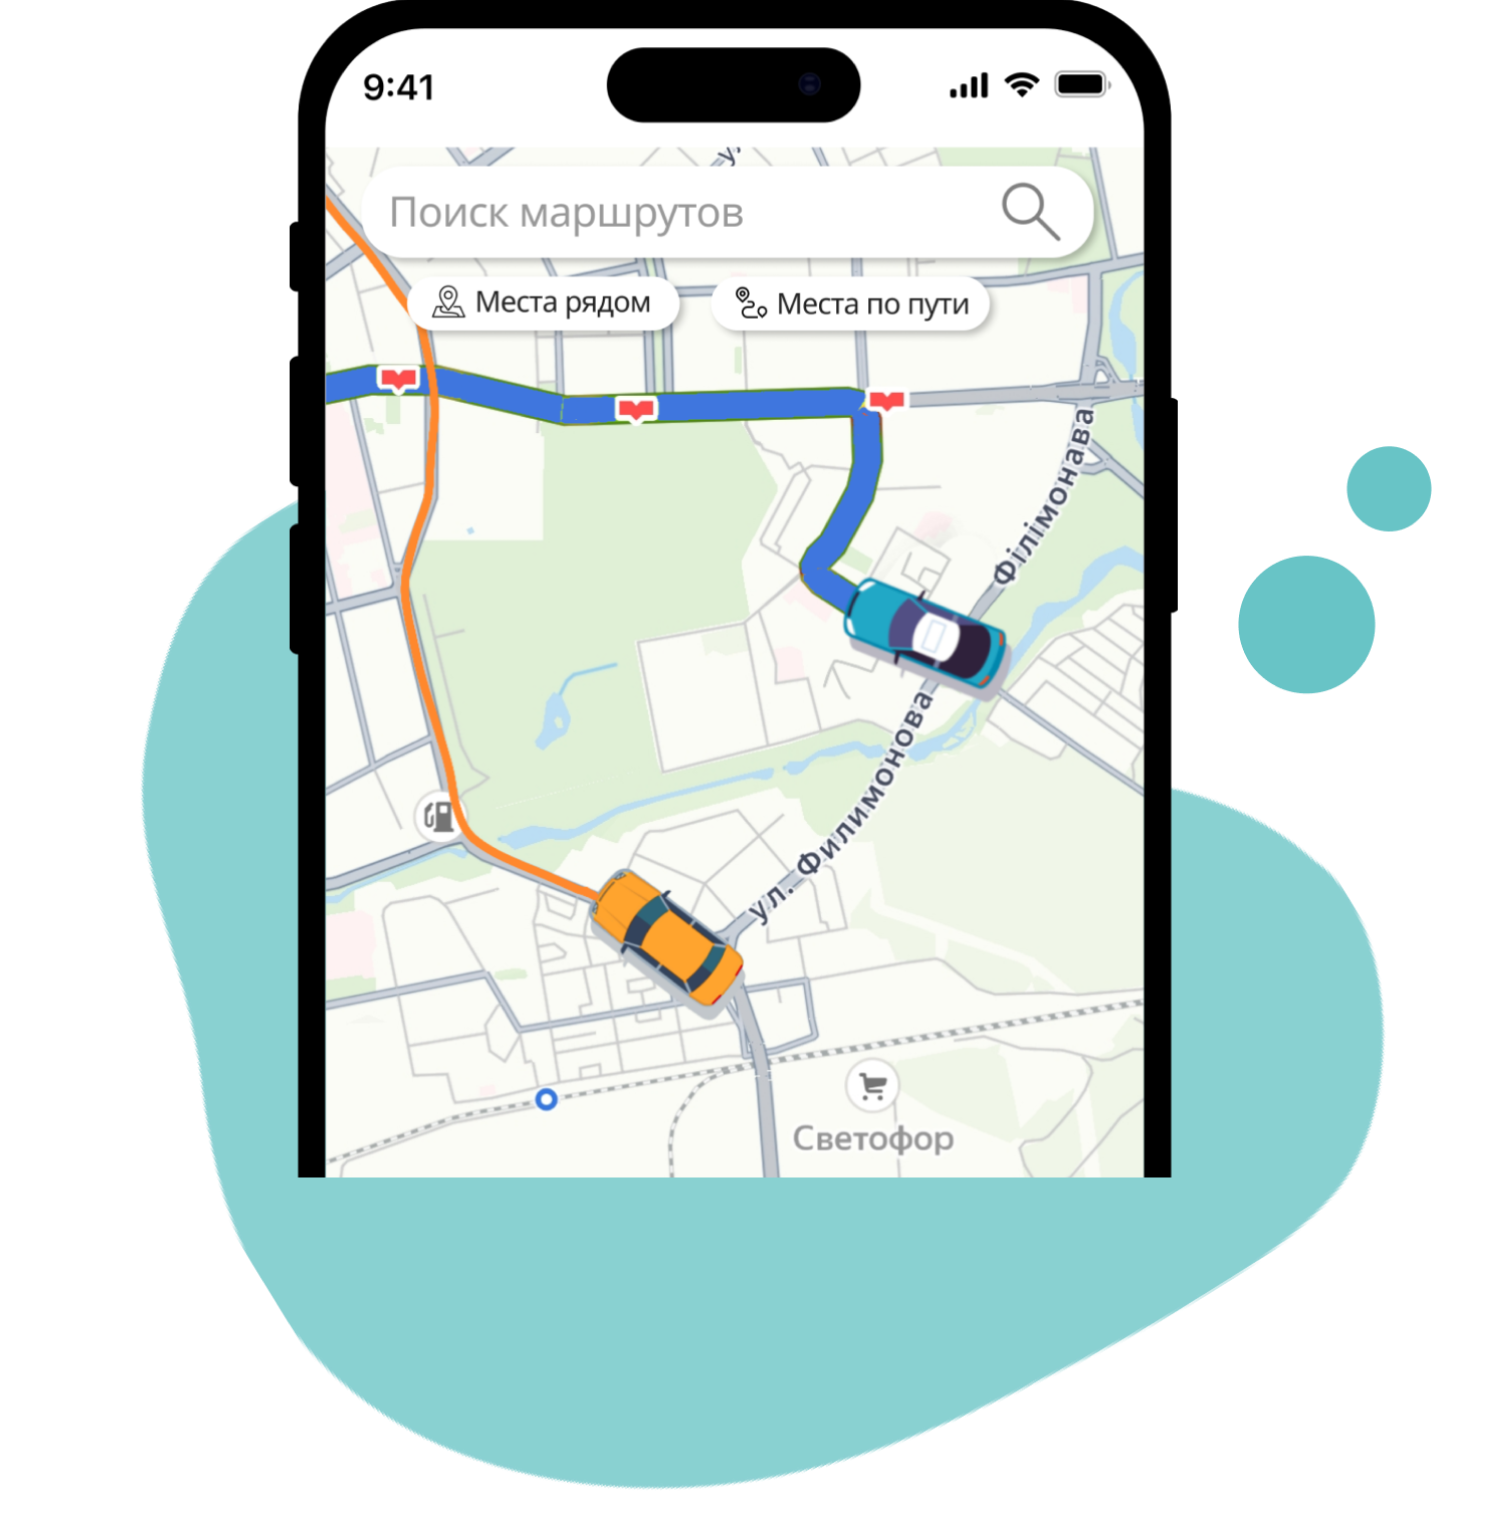 9:41
Поиск маршрутов
Места рядом
Места по пути
Філімонава
ул. Филимонова
Светофор